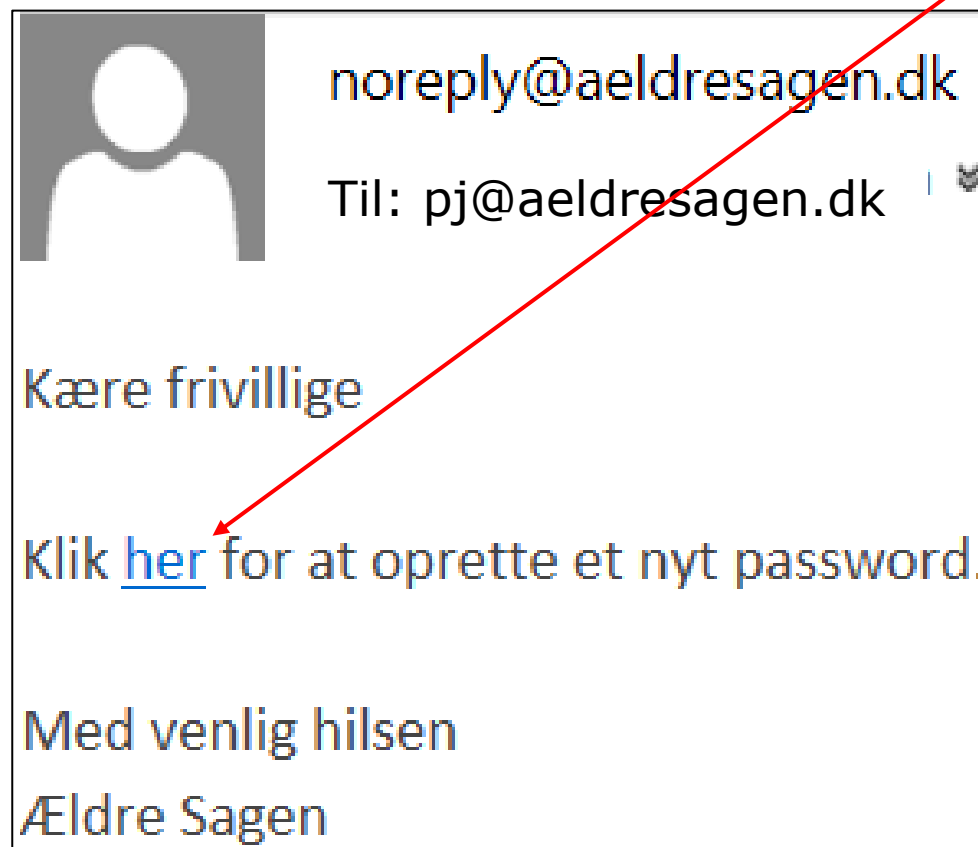 noreply@aeldresagen.dk
Til: pj@aeldresagen.dk
Kære frivillige
Klik her for at oprette et nyt password.
Med venlig hilsen
Ældre Sagen